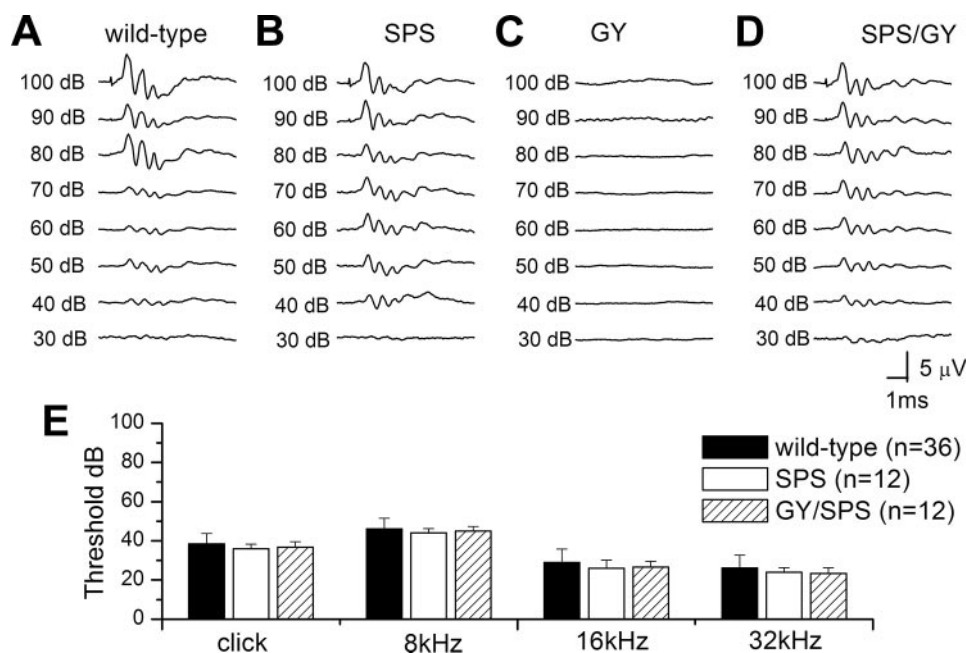 A wild-type
100 dB
90 dB
80 dB
70 dB
60 dB
50 dB
40 dB
30 dB
B SPS
100 dB
90 dB
80 dB
70 dB
60 dB
50 dB
40 dB
30 dB
C GY
100 dB
90 dB
80 dB
70 dB
60 dB
50 dB
40 dB
30 dB
D SPS/GY
100 dB
90 dB
80 dB
70 dB
60 dB
50 dB
40 dB
30 dB
5 μV
1ms
E
Threshold dB
100
80
60
40
20
0
click
8kHz
16kHz
32kHz
wild-type (n=36)
SPS (n=12)
GY/SPS (n=12)